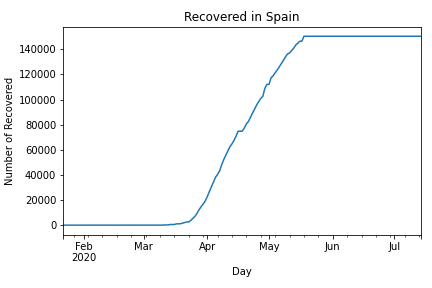 Recovered in Spain
Number of Recovered
140000
120000
100000
80000
60000
40000
20000
0
Feb
2020
Mar
Apr
May
Jun
Jul
Day